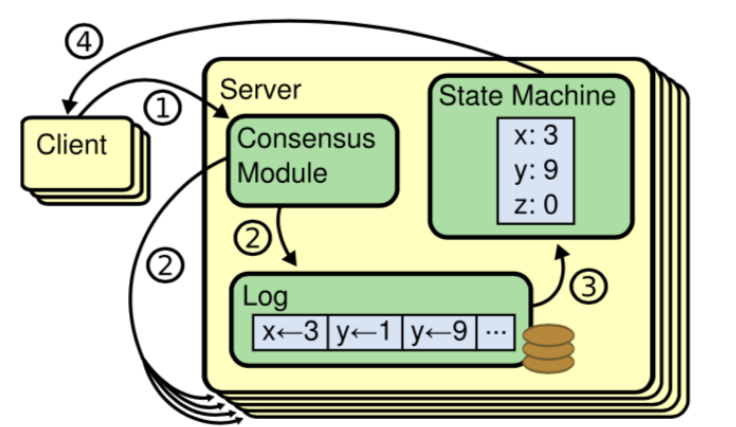 ④
①
Server
State Machine
Client
Consensus
Module
x: 3
y: 9
z: 0
②
②
③
Log
x←3 y←1 y←9 ...